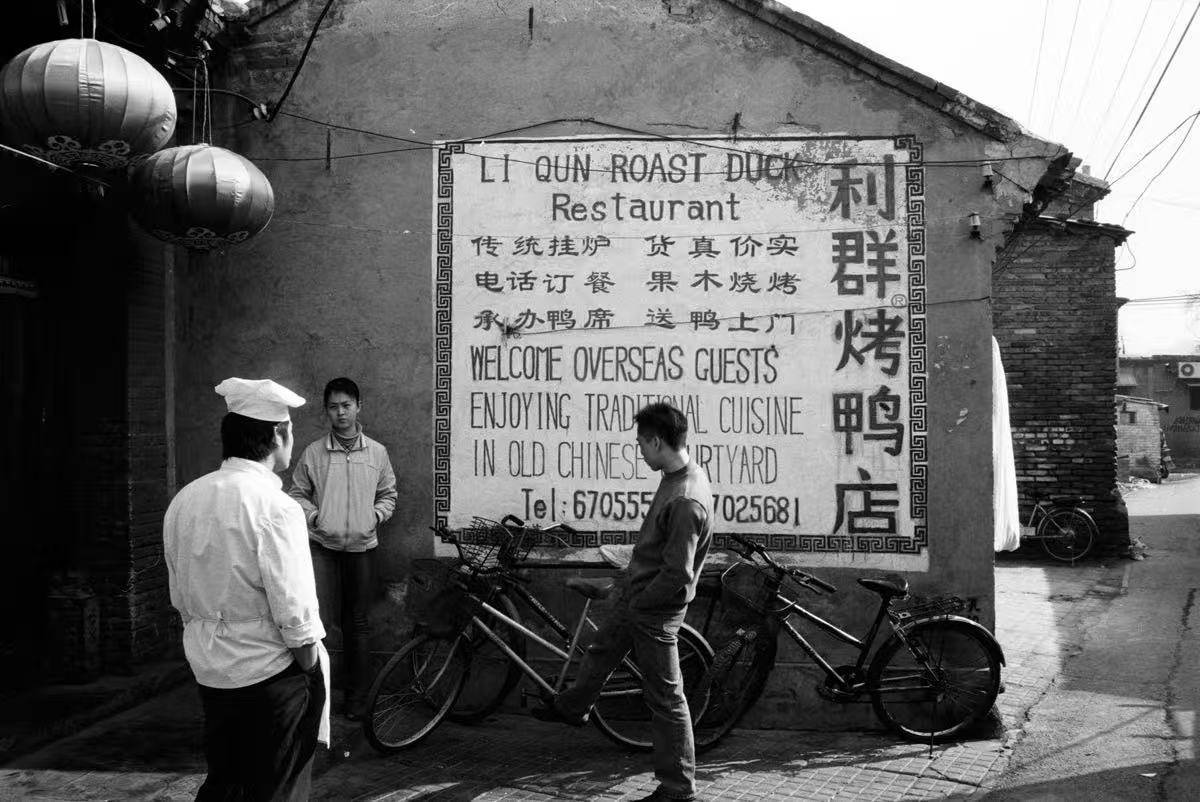 LI QUN ROAST DUCK
Restaurant
传统挂炉 货真价实
电话订餐 果木烧烤
承办鸭席 送鸭上门
WELCOME OVERSEAS GUESTS
ENJOYING TRADITIONAL CUISINE
IN OLD CHINESE
Tel: 670555 7025681
利群烤鸭店
®